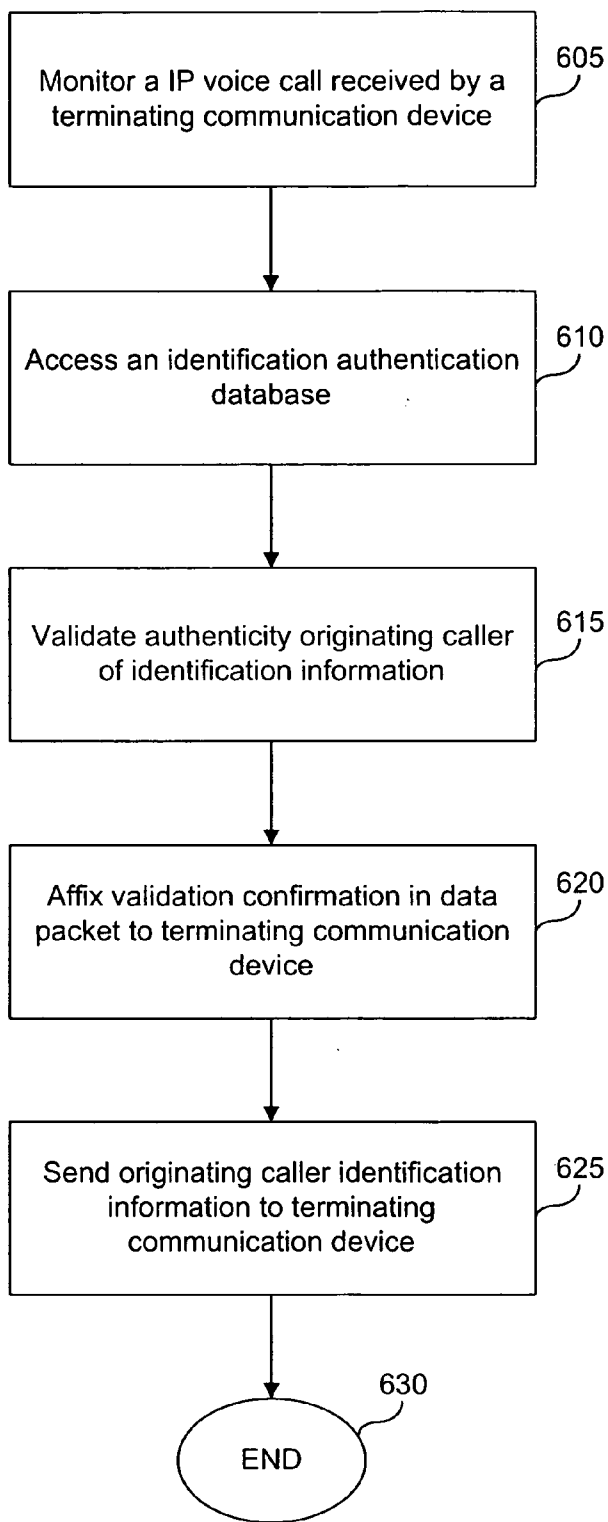 Monitor a IP voice call received by a
terminating communication device
605
Access an identification authentication
database
610
Validate authenticity originating caller
of identification information
615
Affix validation confirmation in data
packet to terminating communication
device
620
Send originating caller identification
information to terminating
communication device
625
630
END